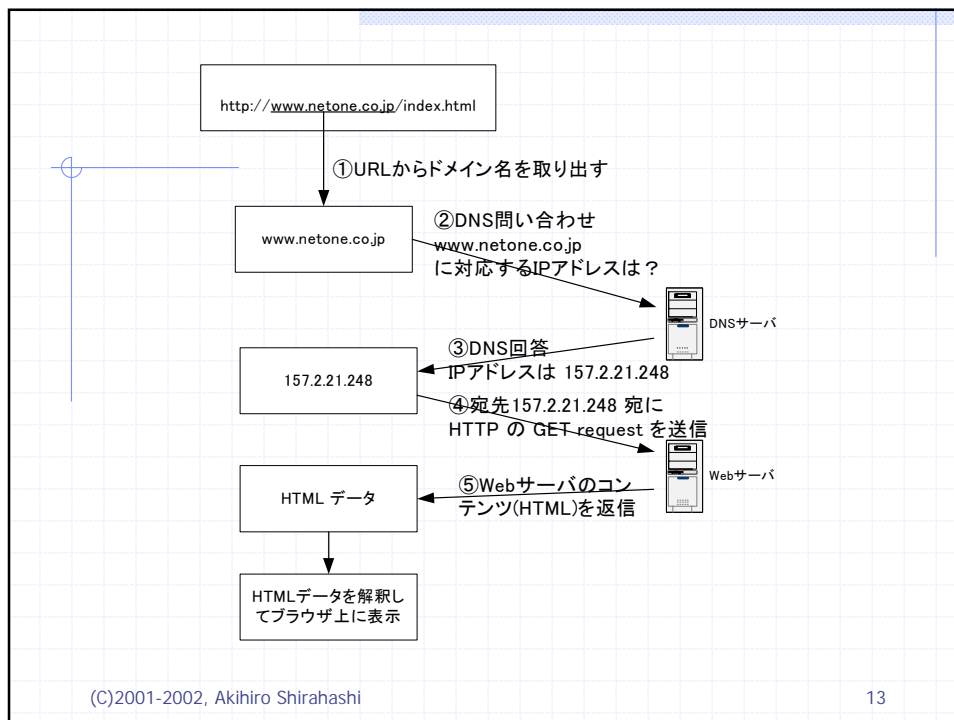 http://www.netone.co.jp/index.html
①URLからドメイン名を取り出す
www.netone.co.jp
②DNS問い合わせ
www.netone.co.jp
に対応するIPアドレスは？
DNSサーバ
③DNS回答
IPアドレスは 157.2.21.248
157.2.21.248
④宛先157.2.21.248 宛に
HTTP の GET request を送信
Webサーバ
⑤Webサーバのコン
テンツ(HTML)を返信
HTML データ
HTMLデータを解釈し
てブラウザ上に表示
(C)2001-2002, Akihiro Shirahashi
13